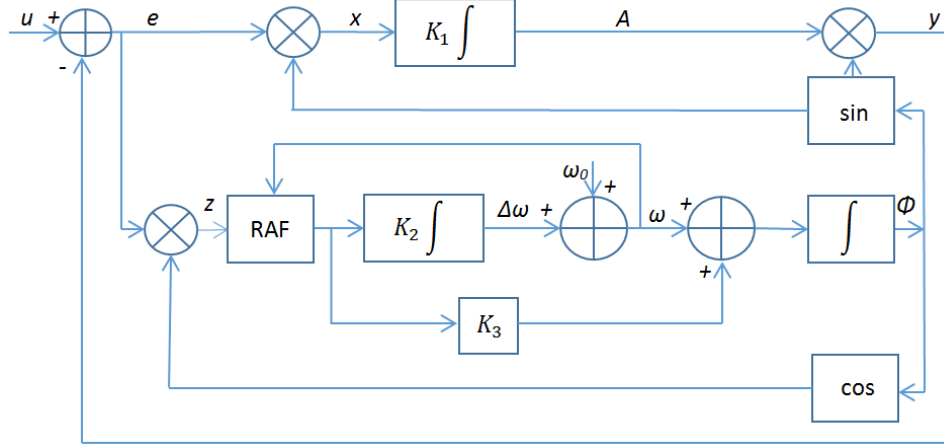 u + e x K₁ ∫ A y
-
sin
ω₀
+
z RAF K₂ ∫ Δω + ω + ∫ Φ
+
K₃
cos